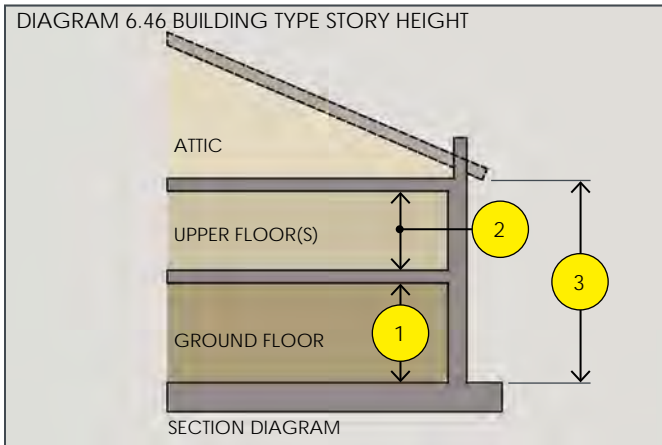 DIAGRAM 6.46 BUILDING TYPE STORY HEIGHT
ATTIC
UPPER FLOOR(S)
2
3
GROUND FLOOR
1
SECTION DIAGRAM